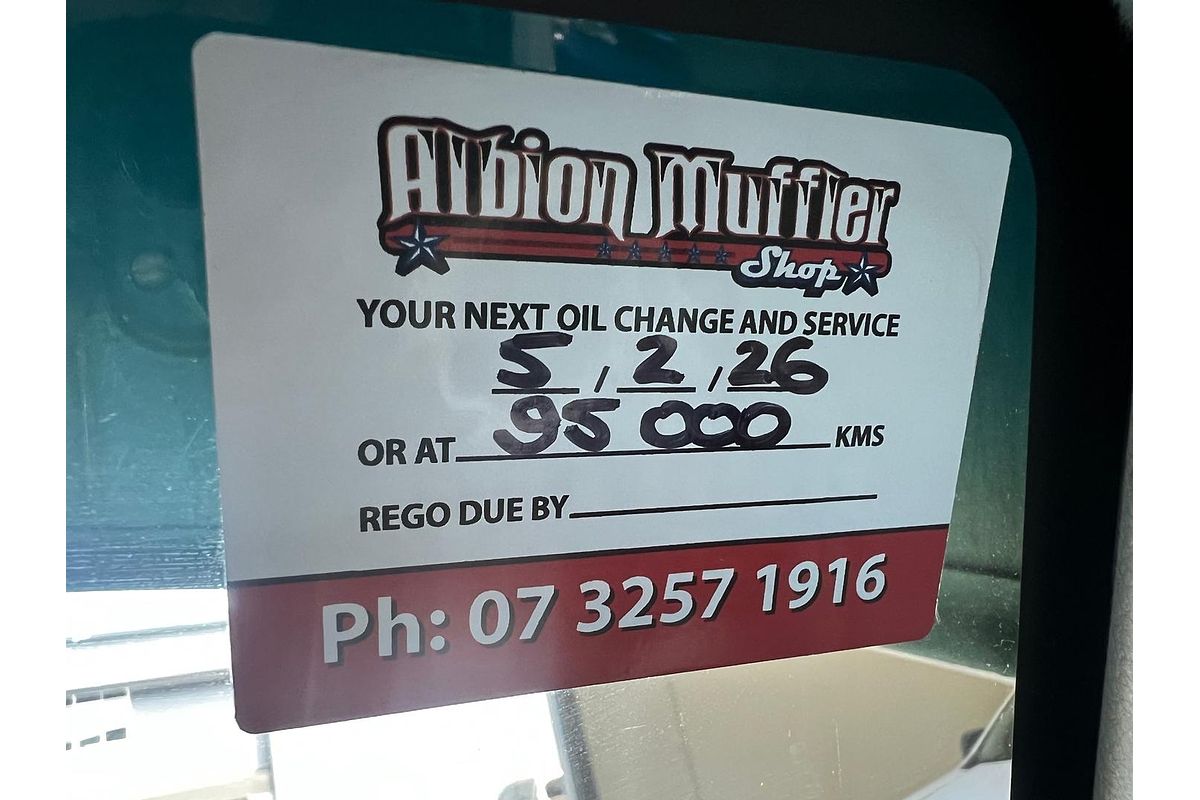 Albion Muffler
Shop
YOUR NEXT OIL CHANGE AND SERVICE
5 / 2 / 26
OR AT 95 000 KMS
REGO DUE BY
Ph: 07 3257 1916